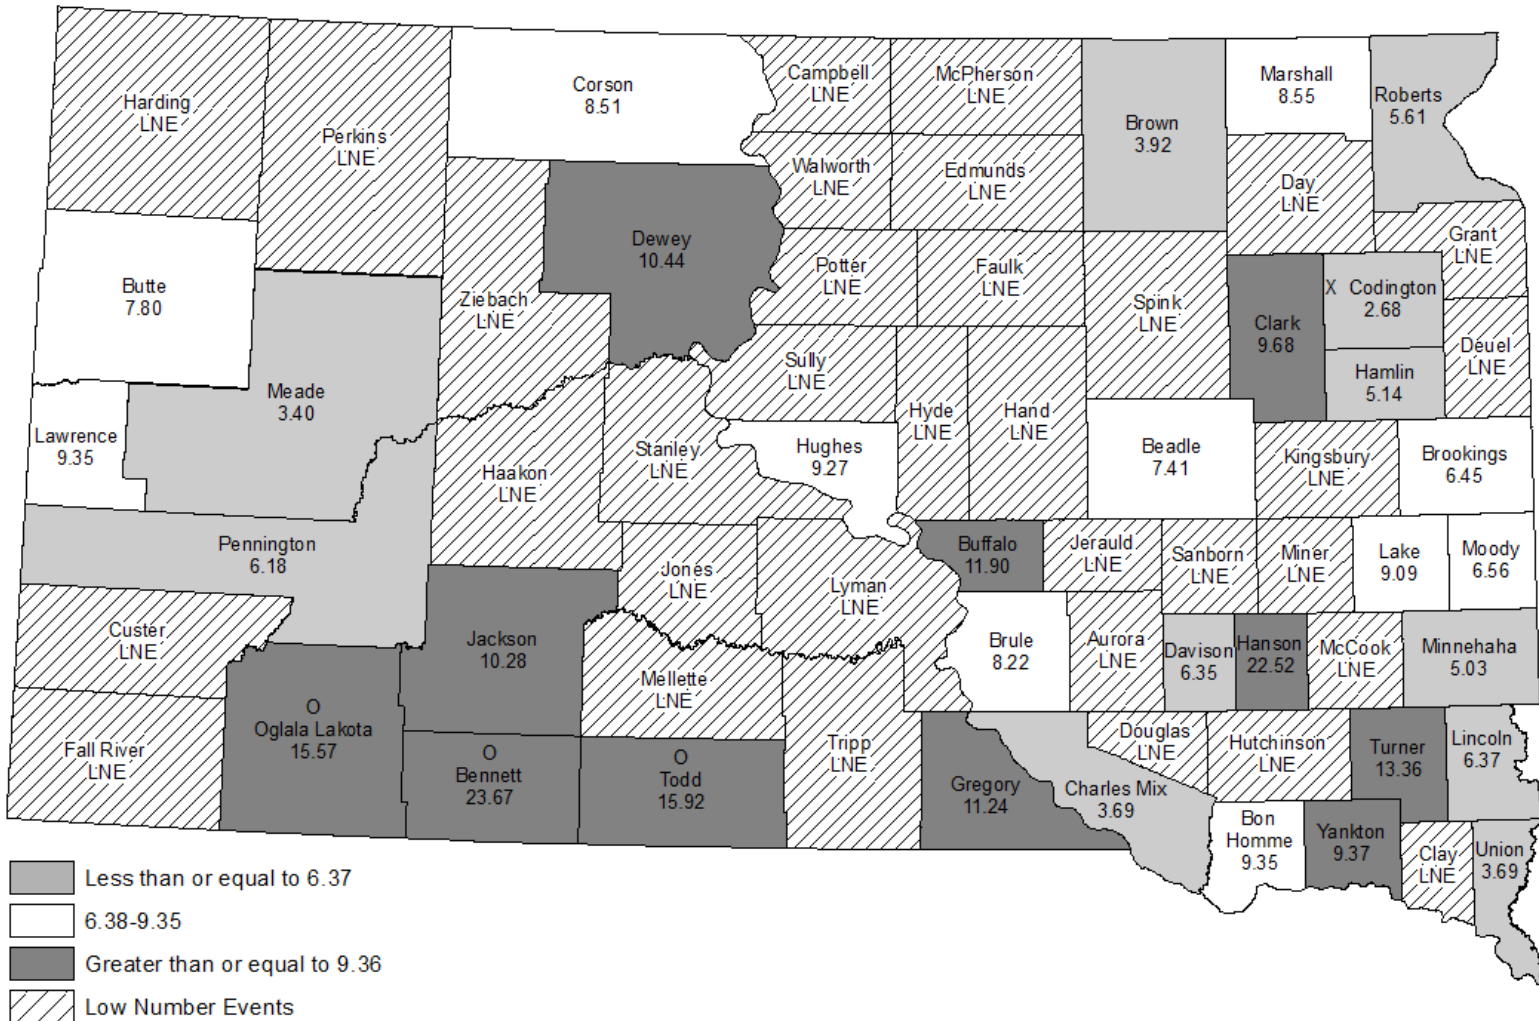 Harding
LNE
Perkins
LNE
Corson
8.51
Campbell
LNE
McPherson
LNE
Brown
3.92
Marshall
8.55
Roberts
5.61
Walworth
LNE
Edmunds
LNE
Day
LNE
Grant
LNE
Butte
7.80
Dewey
10.44
Ziebach
LNE
Potter
LNE
Faulk
LNE
Spink
LNE
Clark
9.68
X Codington
2.68
Hamlin
5.14
Deuel
LNE
Meade
3.40
Sully
LNE
Hyde
LNE
Hand
LNE
Lawrence
9.35
Haakon
LNE
Stanley
LNE
Hughes
9.27
Beadle
7.41
Kingsbury
LNE
Brookings
6.45
Pennington
6.18
Jones
LNE
Lyman
LNE
Buffalo
11.90
Jerauld
LNE
Sanborn
LNE
Miner
LNE
Lake
9.09
Moody
6.56
Custer
LNE
Jackson
10.28
Mellette
LNE
Brule
8.22
Aurora
LNE
Davison
6.35
Hanson
22.52
McCook
LNE
Minnehaha
5.03
Fall River
LNE
O
Oglala Lakota
15.57
O
Bennett
23.67
O
Todd
15.92
Tripp
LNE
Gregory
11.24
Charles Mix
3.69
Douglas
LNE
Hutchinson
LNE
Turner
13.36
Lincoln
6.37
Bon
Homme
9.35
Yankton
9.37
Clay
LNE
Union
3.69
Less than or equal to 6.37
6.38-9.35
Greater than or equal to 9.36
Low Number Events